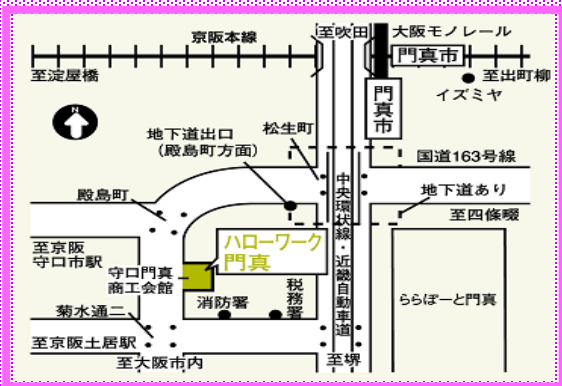 至吹田
大阪モノレール
京阪本線
門真市
至淀屋橋
至出町柳
門真市
イズミヤ
N
地下道出口
(殿島町方面)
松生町
国道163号線
中央環状線・近畿自動車道
地下道あり
殿島町
至四條畷
ハローワーク
門真
至京阪
守口市駅
守口門真
商工会館
税務署
消防署
ららぽーと門真
菊水通二
至京阪土居駅
至大阪市内
至堺